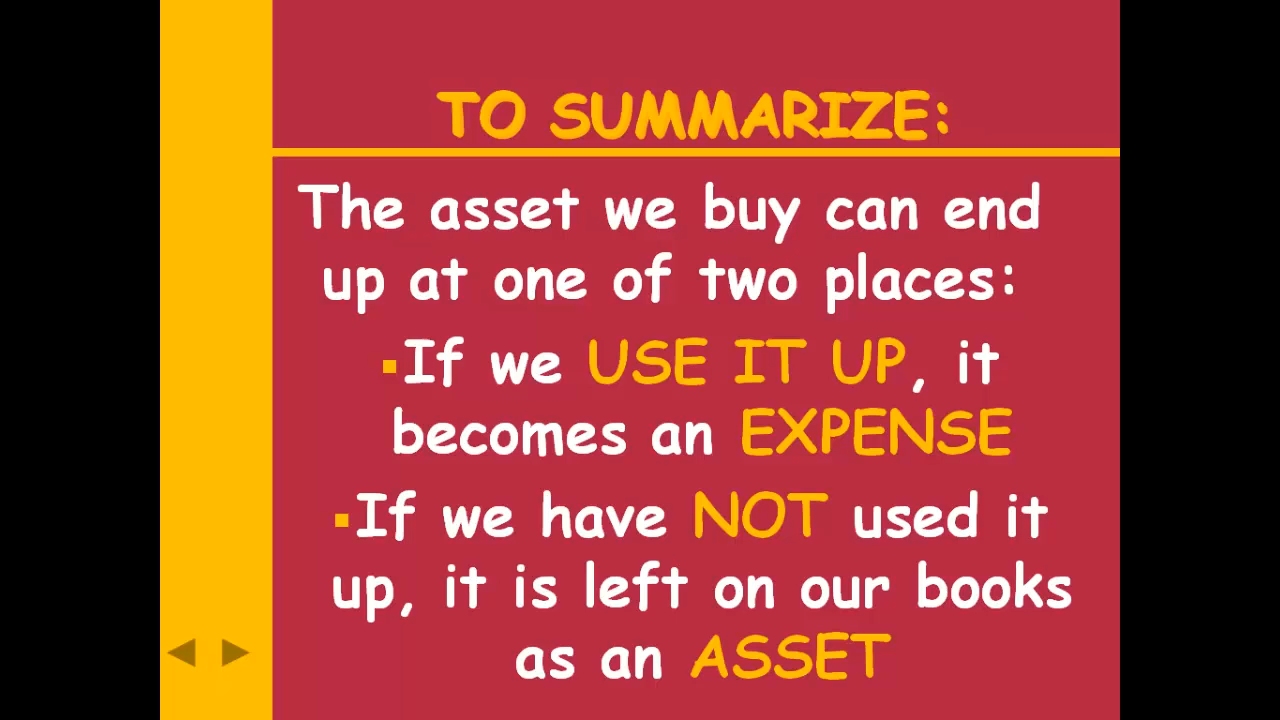 TO SUMMARIZE:
The asset we buy can end
up at one of two places:
▪If we USE IT UP, it
becomes an EXPENSE
▪If we have NOT used it
up, it is left on our books
as an ASSET